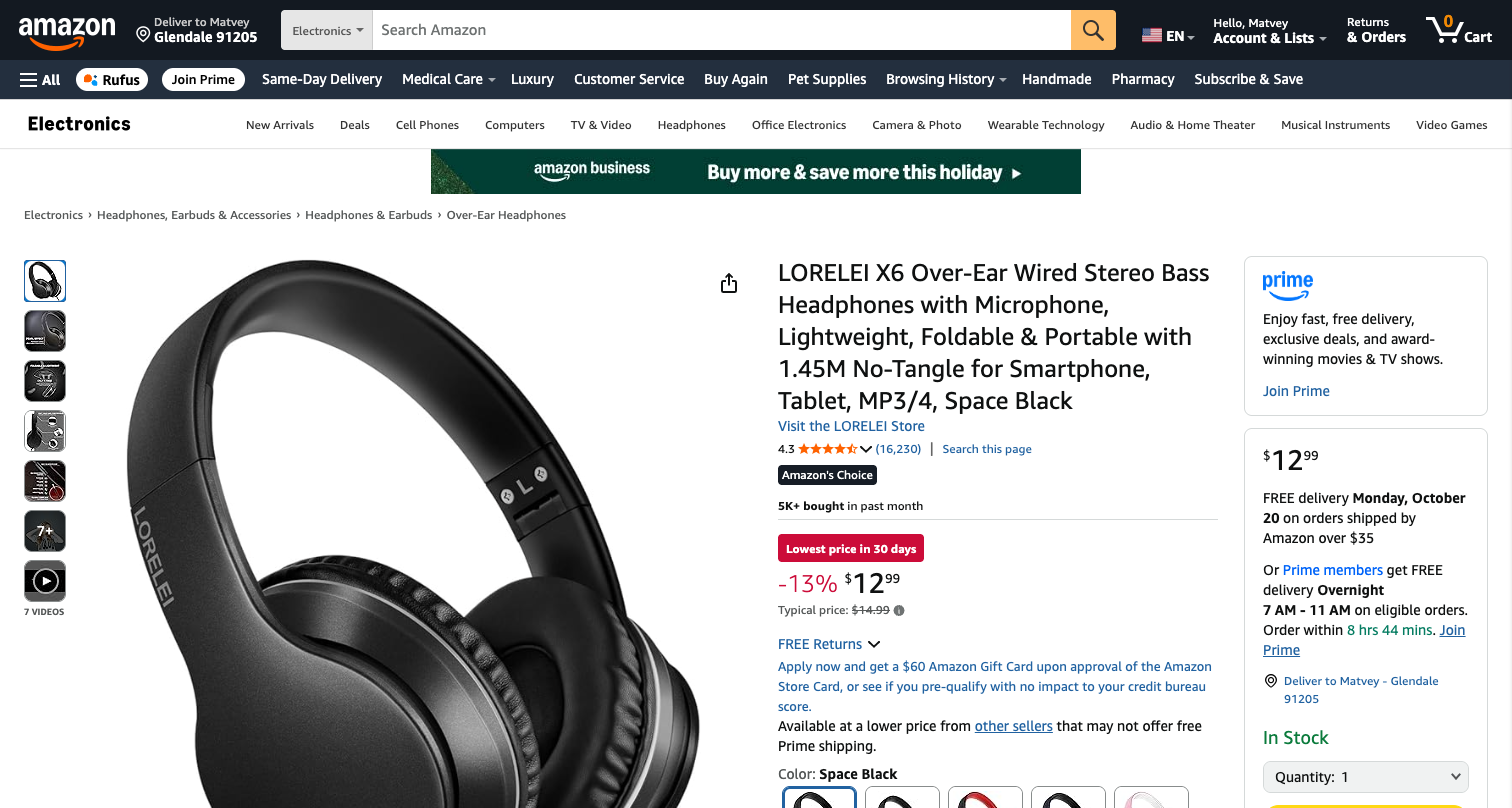 amazon
Deliver to Matvey
Glendale 91205
Electronics
Search Amazon
EN
Hello, Matvey
Account & Lists
Returns
& Orders
0
Cart
All
Rufus
Join Prime
Same-Day Delivery
Medical Care
Luxury
Customer Service
Buy Again
Pet Supplies
Browsing History
Handmade
Pharmacy
Subscribe & Save
Electronics
New Arrivals
Deals
Cell Phones
Computers
TV & Video
Headphones
Office Electronics
Camera & Photo
Wearable Technology
Audio & Home Theater
Musical Instruments
Video Games
amazon business
Buy more & save more this holiday
Electronics › Headphones, Earbuds & Accessories › Headphones & Earbuds › Over-Ear Headphones
7+
7 VIDEOS
LORELEI
L
LORELEI X6 Over-Ear Wired Stereo Bass
Headphones with Microphone,
Lightweight, Foldable & Portable with
1.45M No-Tangle for Smartphone,
Tablet, MP3/4, Space Black
Visit the LORELEI Store
4.3 (16,230) | Search this page
Amazon's Choice
5K+ bought in past month
Lowest price in 30 days
-13% $12 99
Typical price: $14.99
FREE Returns
Apply now and get a $60 Amazon Gift Card upon approval of the Amazon
Store Card, or see if you pre-qualify with no impact to your credit bureau
score.
Available at a lower price from other sellers that may not offer free
Prime shipping.
Color: Space Black
prime
Enjoy fast, free delivery,
exclusive deals, and award-
winning movies & TV shows.
Join Prime
$12 99
FREE delivery Monday, October
20 on orders shipped by
Amazon over $35
Or Prime members get FREE
delivery Overnight
7 AM - 11 AM on eligible orders.
Order within 8 hrs 44 mins. Join
Prime
Deliver to Matvey - Glendale
91205
In Stock
Quantity: 1